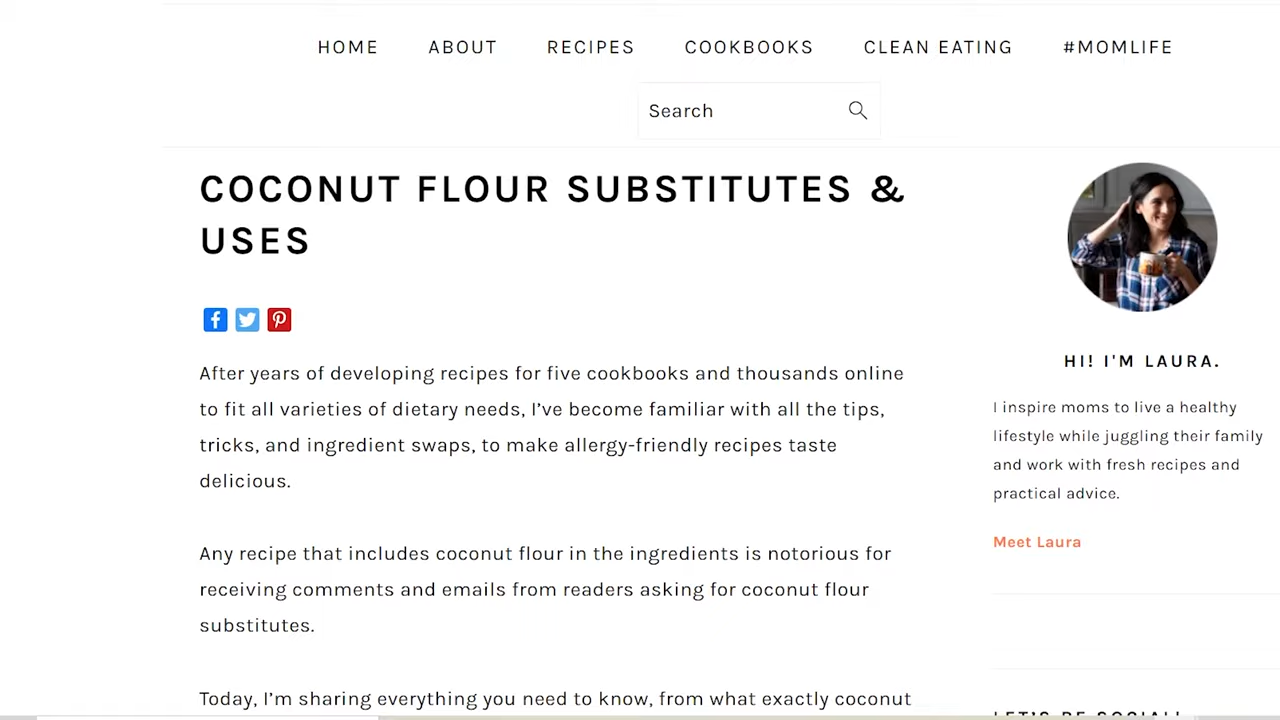 HOME ABOUT RECIPES COOKBOOKS CLEAN EATING #MOMLIFE
Search
COCONUT FLOUR SUBSTITUTES &
USES
After years of developing recipes for five cookbooks and thousands online
to fit all varieties of dietary needs, I've become familiar with all the tips,
tricks, and ingredient swaps, to make allergy-friendly recipes taste
delicious.
Any recipe that includes coconut flour in the ingredients is notorious for
receiving comments and emails from readers asking for coconut flour
substitutes.
Today, I'm sharing everything you need to know, from what exactly coconut
HI! I'M LAURA.
I inspire moms to live a healthy
lifestyle while juggling their family
and work with fresh recipes and
practical advice.
Meet Laura
LET'S BE SOCIAL!